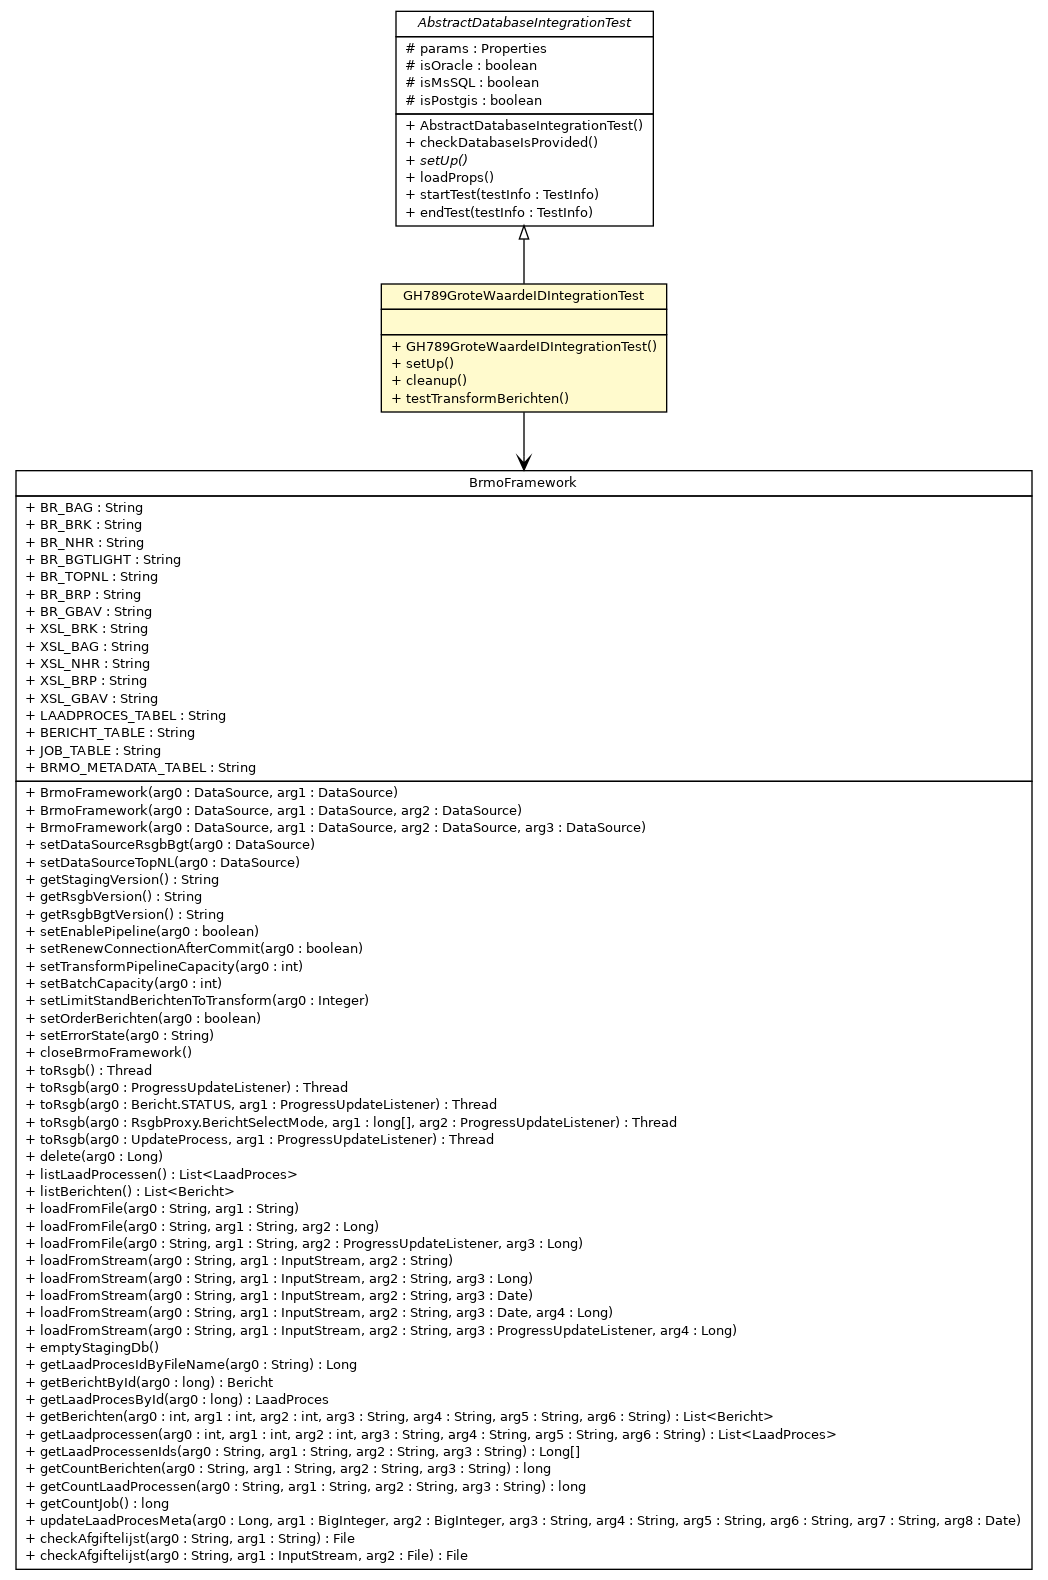 AbstractDatabaseIntegrationTest
# params : Properties
# isOracle : boolean
# isMsSQL : boolean
# isPostgis : boolean
+ AbstractDatabaseIntegrationTest()
+ checkDatabaseIsProvided()
+ setUp()
+ loadProps()
+ startTest(testInfo : TestInfo)
+ endTest(testInfo : TestInfo)
GH789GroteWaardeIDIntegrationTest
+ GH789GroteWaardeIDIntegrationTest()
+ setUp()
+ cleanup()
+ testTransformBerichten()
BrmoFramework
+ BR_BAG : String
+ BR_BRK : String
+ BR_NHR : String
+ BR_BGTLIGHT : String
+ BR_TOPNL : String
+ BR_BRP : String
+ BR_GBAV : String
+ XSL_BRK : String
+ XSL_BAG : String
+ XSL_NHR : String
+ XSL_BRP : String
+ XSL_GBAV : String
+ LAADPROCES_TABEL : String
+ BERICHT_TABLE : String
+ JOB_TABLE : String
+ BRMO_METADATA_TABEL : String
+ BrmoFramework(arg0 : DataSource, arg1 : DataSource)
+ BrmoFramework(arg0 : DataSource, arg1 : DataSource, arg2 : DataSource)
+ BrmoFramework(arg0 : DataSource, arg1 : DataSource, arg2 : DataSource, arg3 : DataSource)
+ setDataSourceRsgbBgt(arg0 : DataSource)
+ setDataSourceTopNL(arg0 : DataSource)
+ getStagingVersion() : String
+ getRsgbVersion() : String
+ getRsgbBgtVersion() : String
+ setEnablePipeline(arg0 : boolean)
+ setRenewConnectionAfterCommit(arg0 : boolean)
+ setTransformPipelineCapacity(arg0 : int)
+ setBatchCapacity(arg0 : int)
+ setLimitStandBerichtenToTransform(arg0 : Integer)
+ setOrderBerichten(arg0 : boolean)
+ setErrorState(arg0 : String)
+ closeBrmoFramework()
+ toRsgb() : Thread
+ toRsgb(arg0 : ProgressUpdateListener) : Thread
+ toRsgb(arg0 : Bericht.STATUS, arg1 : ProgressUpdateListener) : Thread
+ toRsgb(arg0 : RsgbProxy.BerichtSelectMode, arg1 : long[], arg2 : ProgressUpdateListener) : Thread
+ toRsgb(arg0 : UpdateProcess, arg1 : ProgressUpdateListener) : Thread
+ delete(arg0 : Long)
+ listLaadProcessen() : List<LaadProces>
+ listBerichten() : List<Bericht>
+ loadFromFile(arg0 : String, arg1 : String)
+ loadFromFile(arg0 : String, arg1 : String, arg2 : Long)
+ loadFromFile(arg0 : String, arg1 : String, arg2 : ProgressUpdateListener, arg3 : Long)
+ loadFromStream(arg0 : String, arg1 : InputStream, arg2 : String)
+ loadFromStream(arg0 : String, arg1 : InputStream, arg2 : String, arg3 : Long)
+ loadFromStream(arg0 : String, arg1 : InputStream, arg2 : String, arg3 : Date)
+ loadFromStream(arg0 : String, arg1 : InputStream, arg2 : String, arg3 : Date, arg4 : Long)
+ loadFromStream(arg0 : String, arg1 : InputStream, arg2 : String, arg3 : ProgressUpdateListener, arg4 : Long)
+ emptyStagingDb()
+ getLaadProcesIdByFileName(arg0 : String) : Long
+ getBerichtById(arg0 : long) : Bericht
+ getLaadProcesById(arg0 : long) : LaadProces
+ getBerichten(arg0 : int, arg1 : int, arg2 : int, arg3 : String, arg4 : String, arg5 : String, arg6 : String) : List<Bericht>
+ getLaadprocessen(arg0 : int, arg1 : int, arg2 : int, arg3 : String, arg4 : String, arg5 : String, arg6 : String) : List<LaadProces>
+ getLaadProcessenIds(arg0 : String, arg1 : String, arg2 : String, arg3 : String) : Long[]
+ getCountBerichten(arg0 : String, arg1 : String, arg2 : String, arg3 : String) : long
+ getCountLaadProcessen(arg0 : String, arg1 : String, arg2 : String, arg3 : String) : long
+ getCountJob() : long
+ updateLaadProcesMeta(arg0 : Long, arg1 : BigInteger, arg2 : BigInteger, arg3 : String, arg4 : String, arg5 : String, arg6 : String, arg7 : String, arg8 : Date)
+ checkAfgiftelijst(arg0 : String, arg1 : String) : File
+ checkAfgiftelijst(arg0 : String, arg1 : InputStream, arg2 : File) : File